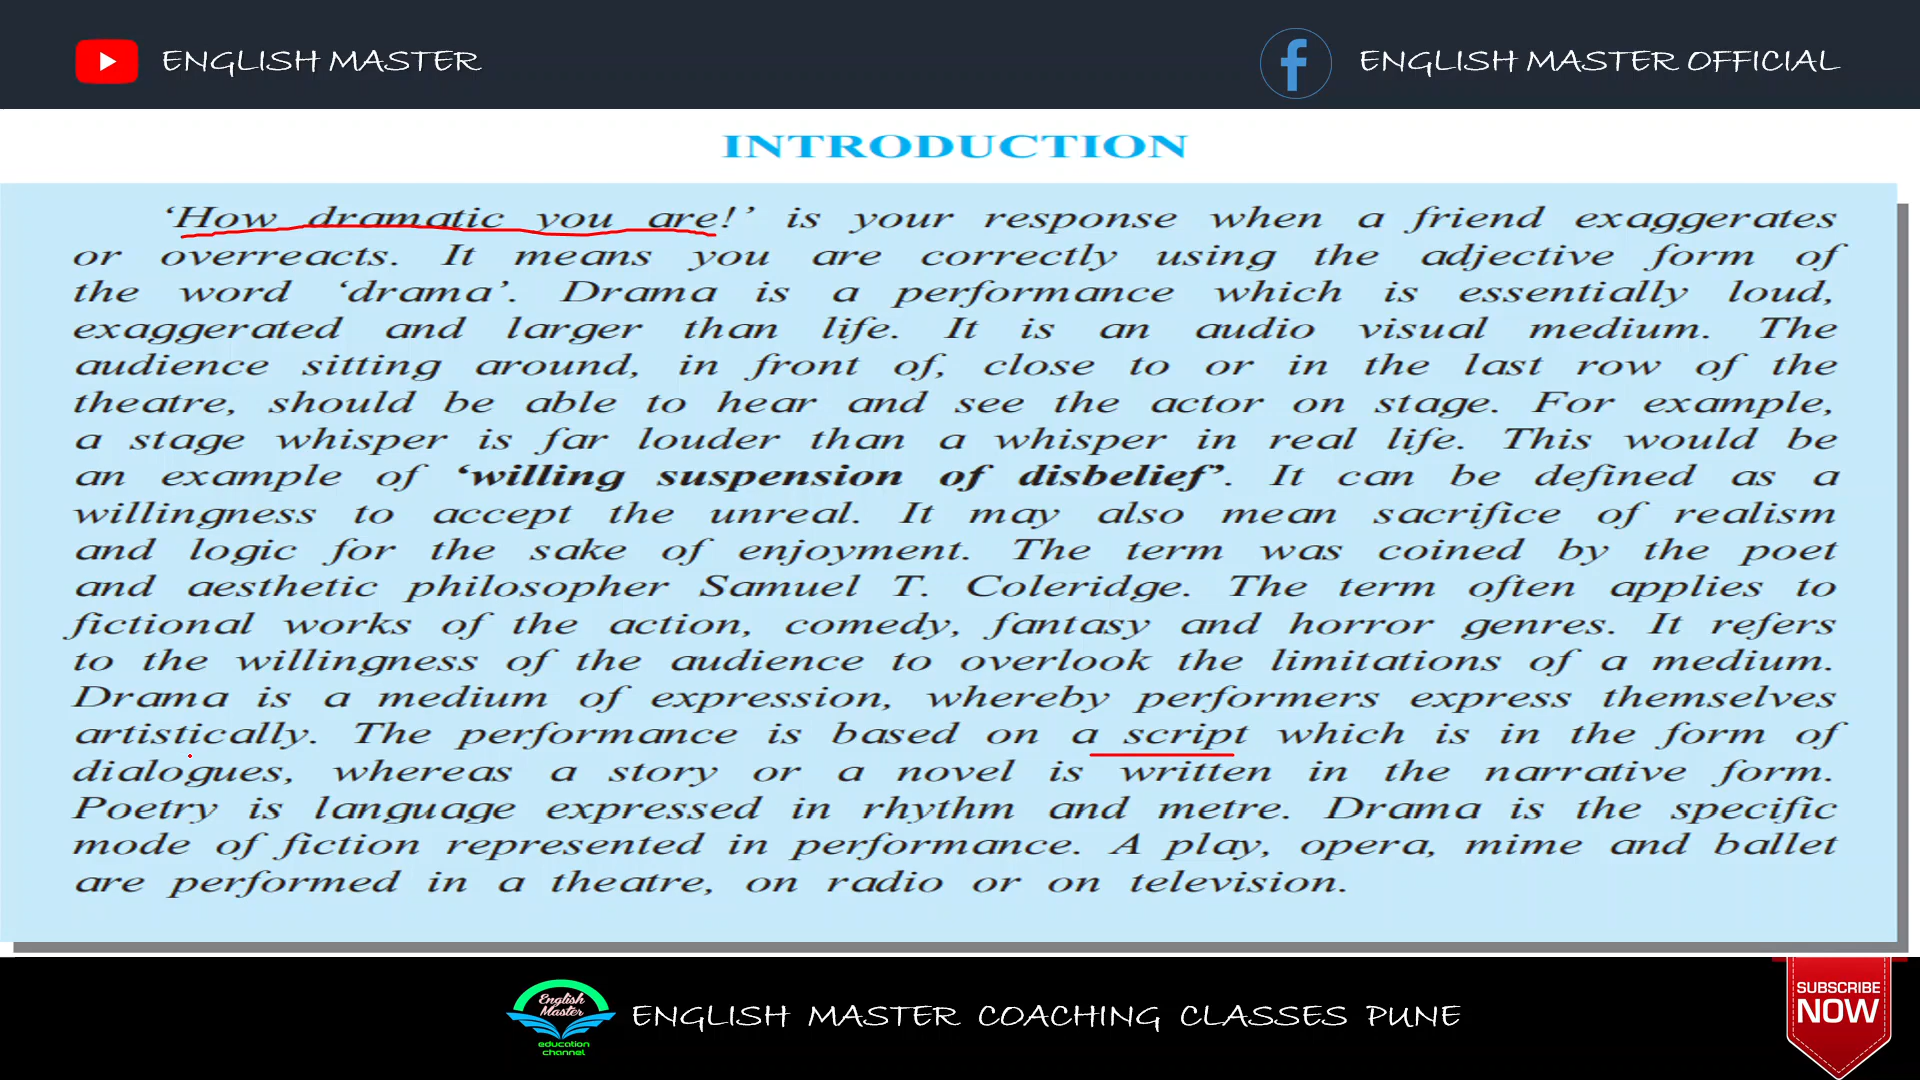 ENGLISH MASTER
ENGLISH MASTER OFFICIAL
INTRODUCTION
‘How dramatic you are!’ is your response when a friend exaggerates
or overreacts. It means you are correctly using the adjective form of
the word ‘drama’. Drama is a performance which is essentially loud,
exaggerated and larger than life. It is an audio visual medium. The
audience sitting around, in front of, close to or in the last row of the
theatre, should be able to hear and see the actor on stage. For example,
a stage whisper is far louder than a whisper in real life. This would be
an example of ‘willing suspension of disbelief’. It can be defined as a
willingness to accept the unreal. It may also mean sacrifice of realism
and logic for the sake of enjoyment. The term was coined by the poet
and aesthetic philosopher Samuel T. Coleridge. The term often applies to
fictional works of the action, comedy, fantasy and horror genres. It refers
to the willingness of the audience to overlook the limitations of a medium.
Drama is a medium of expression, whereby performers express themselves
artistically. The performance is based on a script which is in the form of
dialogues, whereas a story or a novel is written in the narrative form.
Poetry is language expressed in rhythm and metre. Drama is the specific
mode of fiction represented in performance. A play, opera, mime and ballet
are performed in a theatre, on radio or on television.
English
Master
education
channel
ENGLISH MASTER COACHING CLASSES PUNE
SUBSCRIBE
NOW